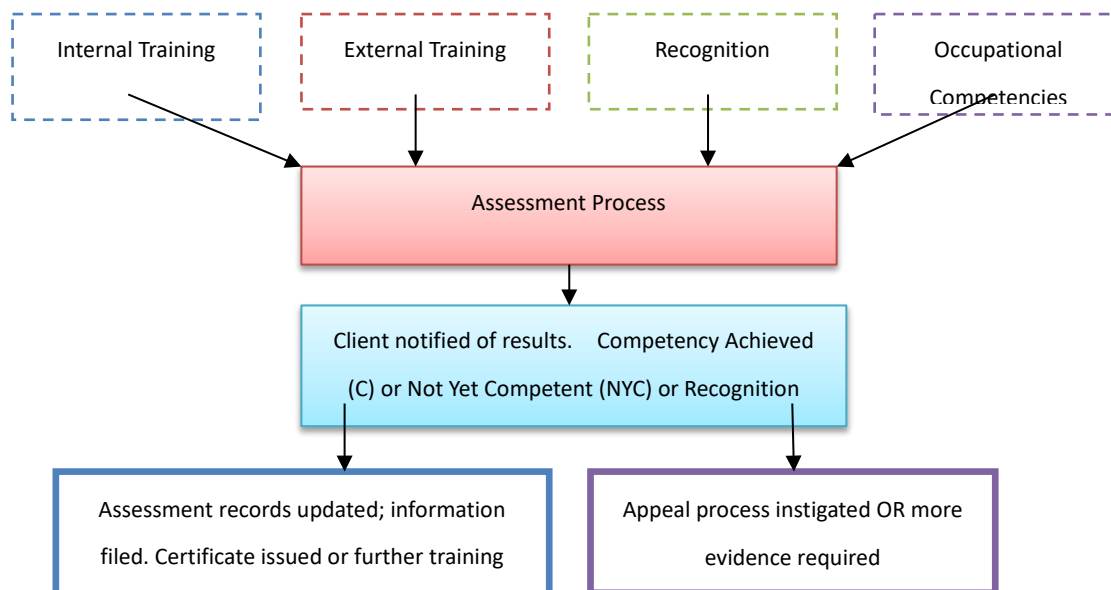 Internal Training
External Training
Recognition
Occupational
Competencies
Assessment Process
Client notified of results. Competency Achieved
(C) or Not Yet Competent (NYC) or Recognition
Assessment records updated; information
filed. Certificate issued or further training
Appeal process instigated OR more
evidence required